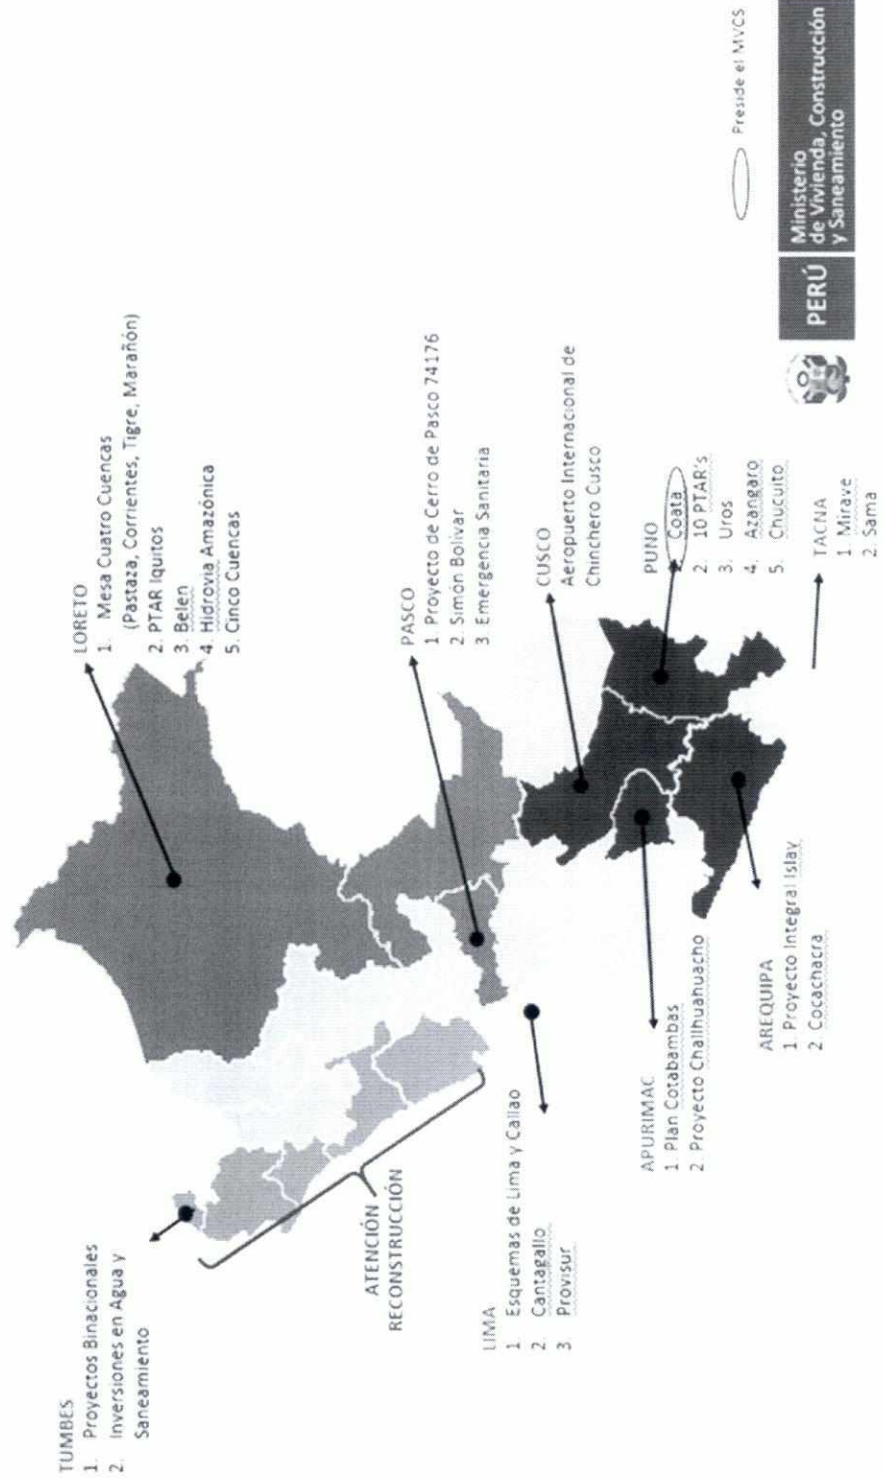 TUMBES
1. Proyectos Binacionales
2. Inversiones en Agua y
Saneamiento
ATENCIÓN
RECONSTRUCCIÓN
LIMA
1 Esquemas de Lima y Callao
2 Cantagallo
3 Provisur
LORETO
1. Mesa Cuatro Cuencas
(Pastaza, Corrientes, Tigre, Marañón)
2. PTAR Iquitos
3. Belen
4. Hidrovia Amazónica
5. Cinco Cuencas
PASCO
1 Proyecto de Cerro de Pasco 74176
2. Simón Bolivar
3 Emergencia Sanitaria
CUSCO
Aeropuerto Internacional de
Chinchero Cusco
APURIMAC
1. Plan Cotabambas
2. Proyecto Challhuahuacho
AREQUIPA
1 Proyecto Integral Islay
2. Cocachacra
PUNO
Coata
2. 10 PTAR's
3. Uros
4. Azangaro
5. Chucuito
TACNA
1. Mirave
2. Sama
Preside el MVCS
PERÚ
Ministerio
de Vivienda, Construcción
y Saneamiento